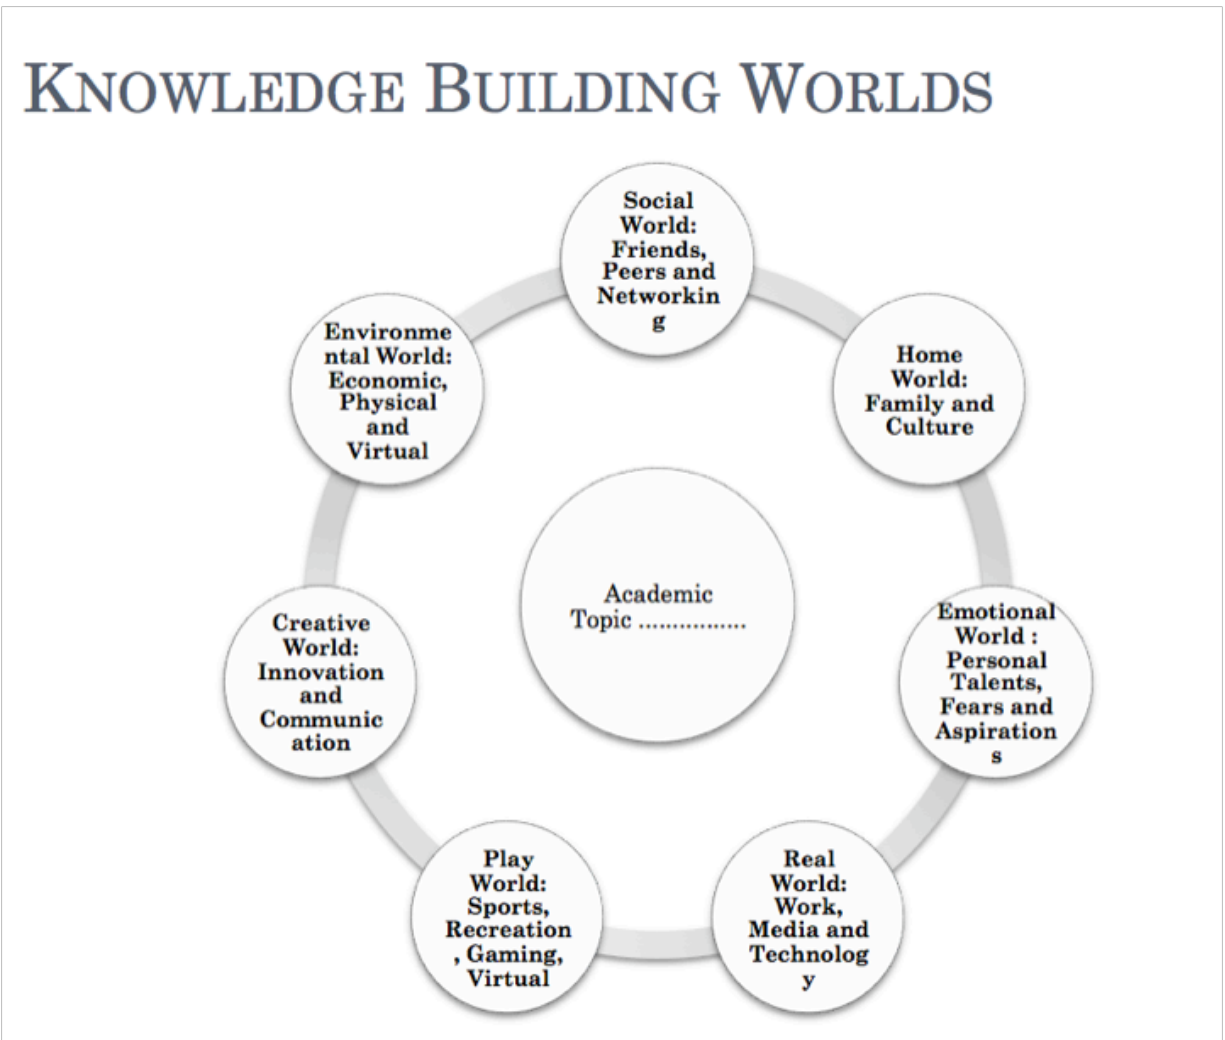 KNOWLEDGE BUILDING WORLDS
Social
World:
Friends,
Peers and
Networkin
g
Home
World:
Family and
Culture
Emotional
World :
Personal
Talents,
Fears and
Aspiration
s
Real
World:
Work,
Media and
Technolog
y
Play
World:
Sports,
Recreation
, Gaming,
Virtual
Creative
World:
Innovation
and
Communic
ation
Environme
ntal World:
Economic,
Physical
and
Virtual
Academic
Topic ................